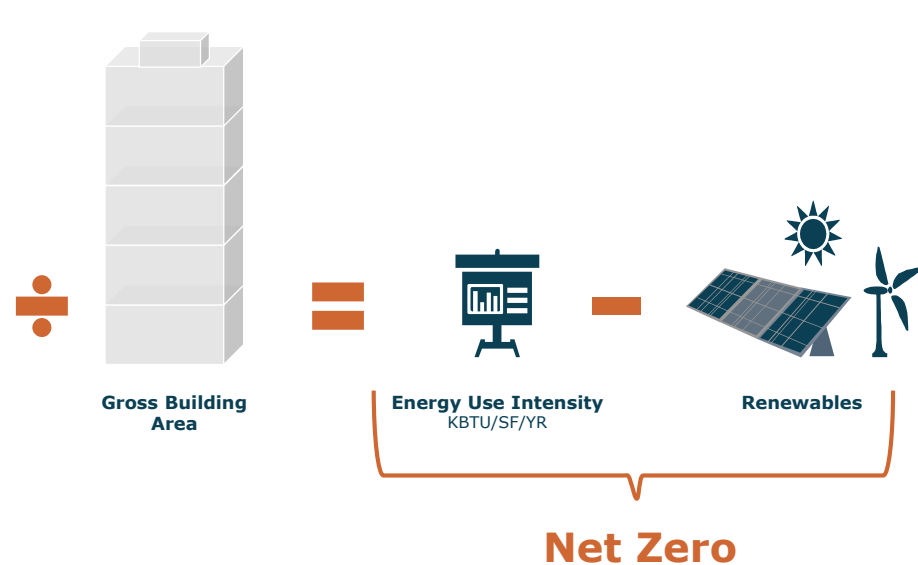 Gross Building
Area
Energy Use Intensity
KBTU/SF/YR
Renewables
Net Zero